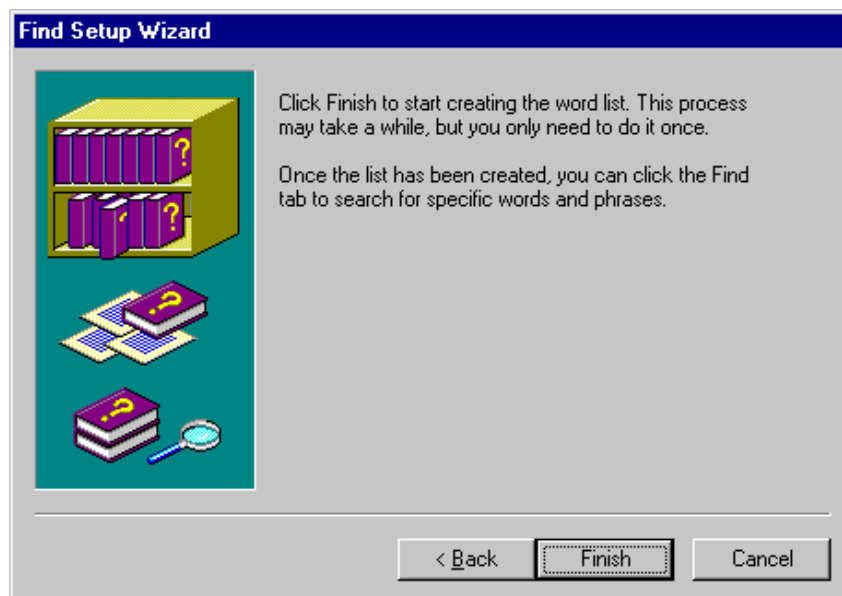 Find Setup Wizard
Click Finish to start creating the word list. This process
may take a while, but you only need to do it once.
Once the list has been created, you can click the Find
tab to search for specific words and phrases.
< Back
Finish
Cancel